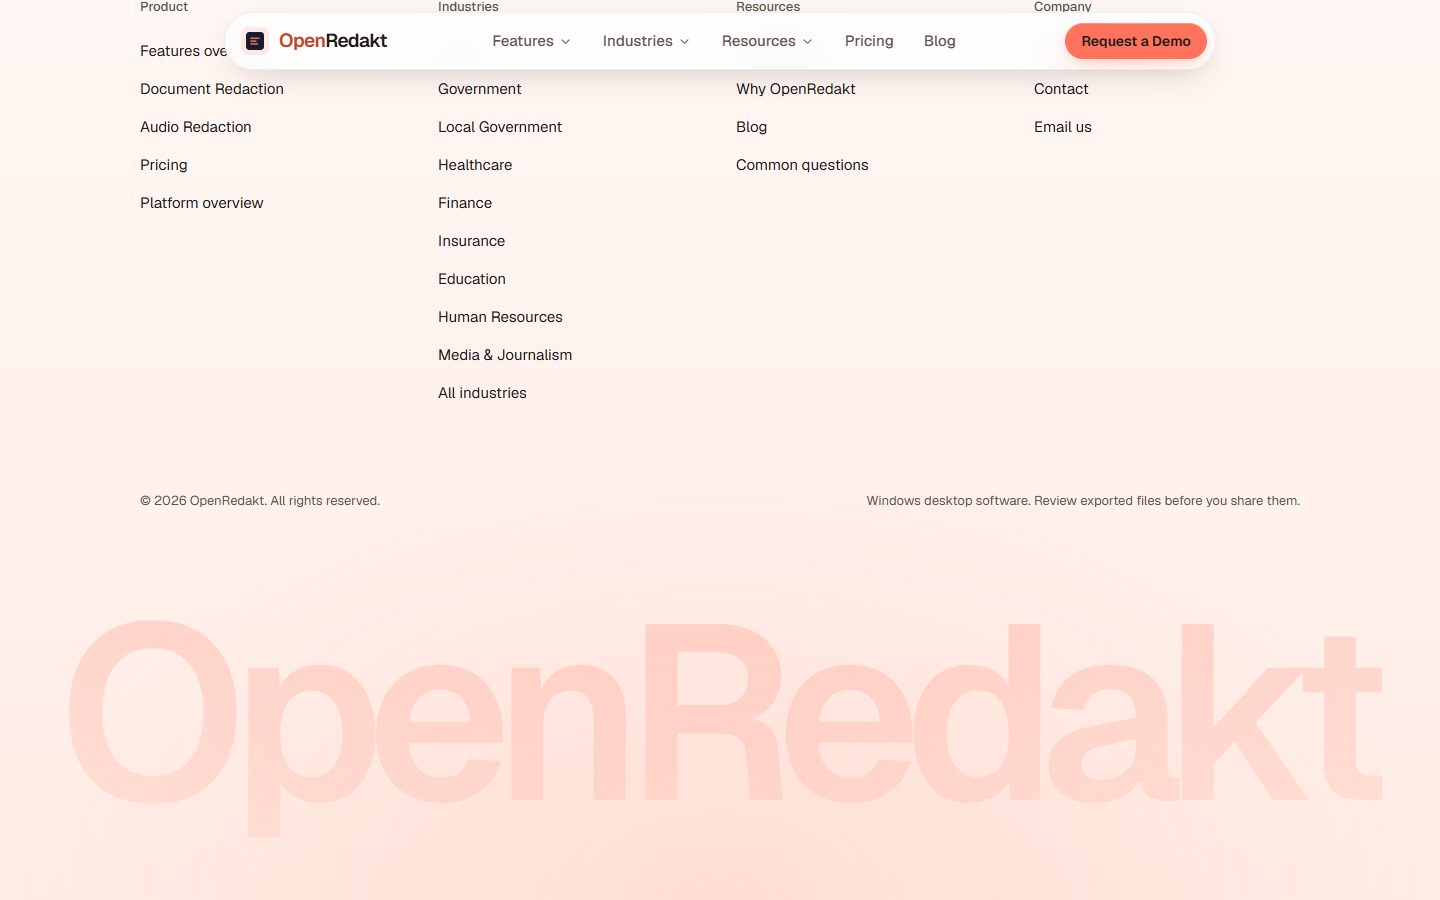 Product
Industries
Resources
Company
OpenRedakt
Features
Industries
Resources
Pricing
Blog
Request a Demo
Features ove
Document Redaction
Audio Redaction
Pricing
Platform overview
Government
Local Government
Healthcare
Finance
Insurance
Education
Human Resources
Media & Journalism
All industries
Why OpenRedakt
Blog
Common questions
Contact
Email us
© 2026 OpenRedakt. All rights reserved.
Windows desktop software. Review exported files before you share them.
OpenRedakt